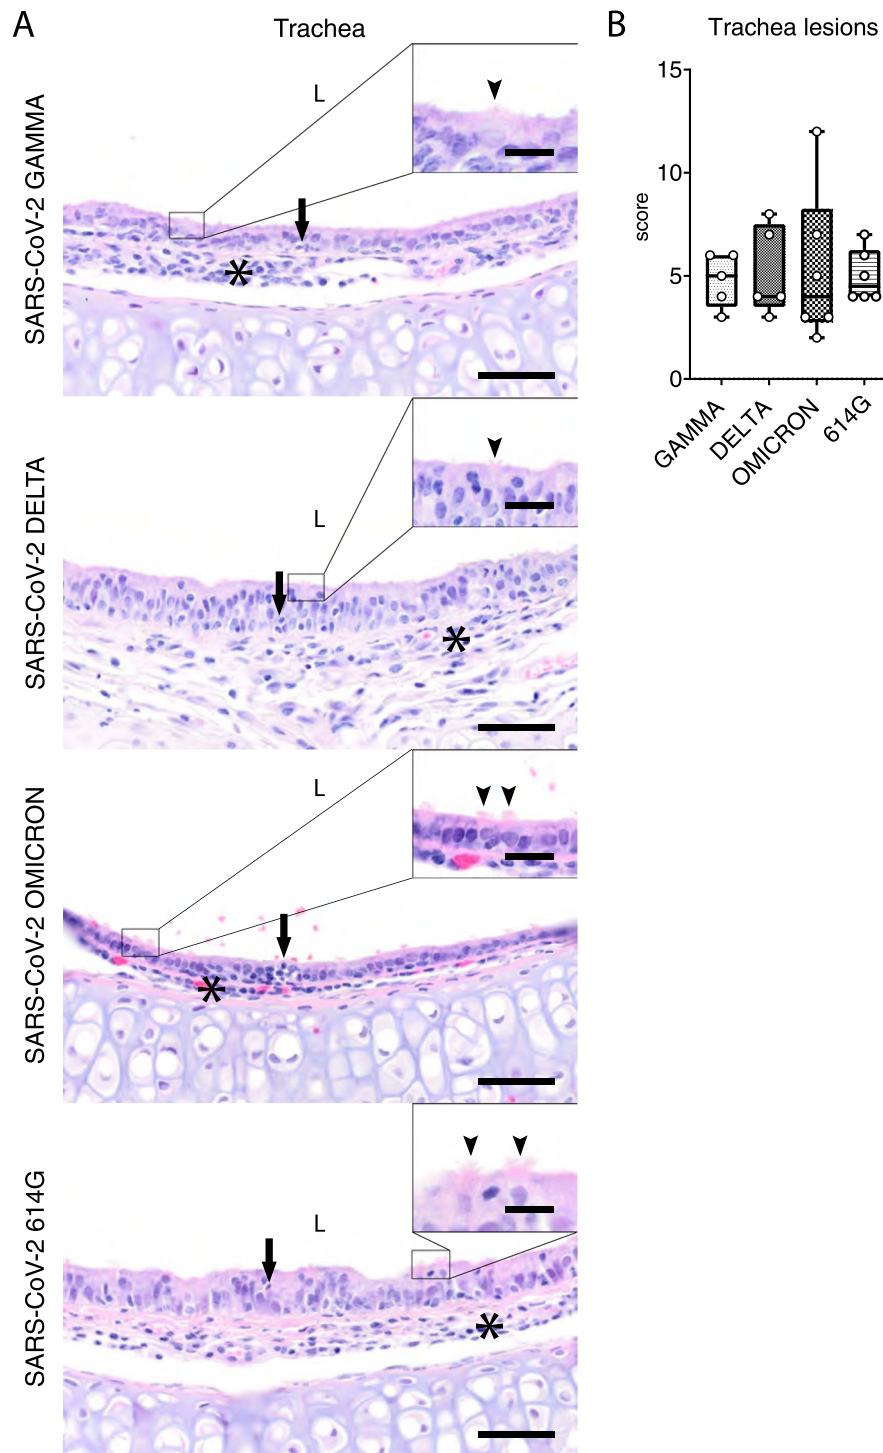 A
Trachea
SARS-CoV-2 GAMMA
L
SARS-CoV-2 DELTA
L
SARS-CoV-2 OMICRON
L
SARS-CoV-2 614G
L
B
Trachea lesions
score
15
10
5
0
GAMMA
DELTA
OMICRON
614G